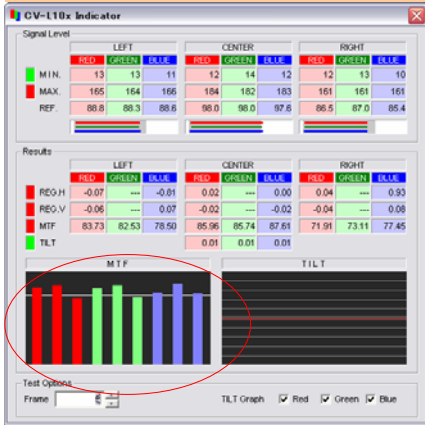 CV-L10x Indicator
Signal Level
LEFT CENTER RIGHT
RED GREEN BLUE RED GREEN BLUE RED GREEN BLUE
MIN. 13 13 11 12 14 12 12 13 10
MAX. 165 164 166 184 182 183 161 161 161
REF. 88.8 88.3 88.6 98.0 98.0 97.6 86.5 87.0 85.4
Results
LEFT CENTER RIGHT
RED GREEN BLUE RED GREEN BLUE RED GREEN BLUE
REG.H -0.07 --- -0.01 0.02 --- 0.00 0.04 --- 0.93
REG.V -0.06 --- 0.07 -0.02 --- -0.02 -0.04 --- 0.08
MTF 83.73 82.53 78.50 85.96 85.74 87.61 71.91 73.11 77.45
TILT 0.01 0.01 0.01
MTF TILT
Test Options
Frame TILT Graph Red Green Blue